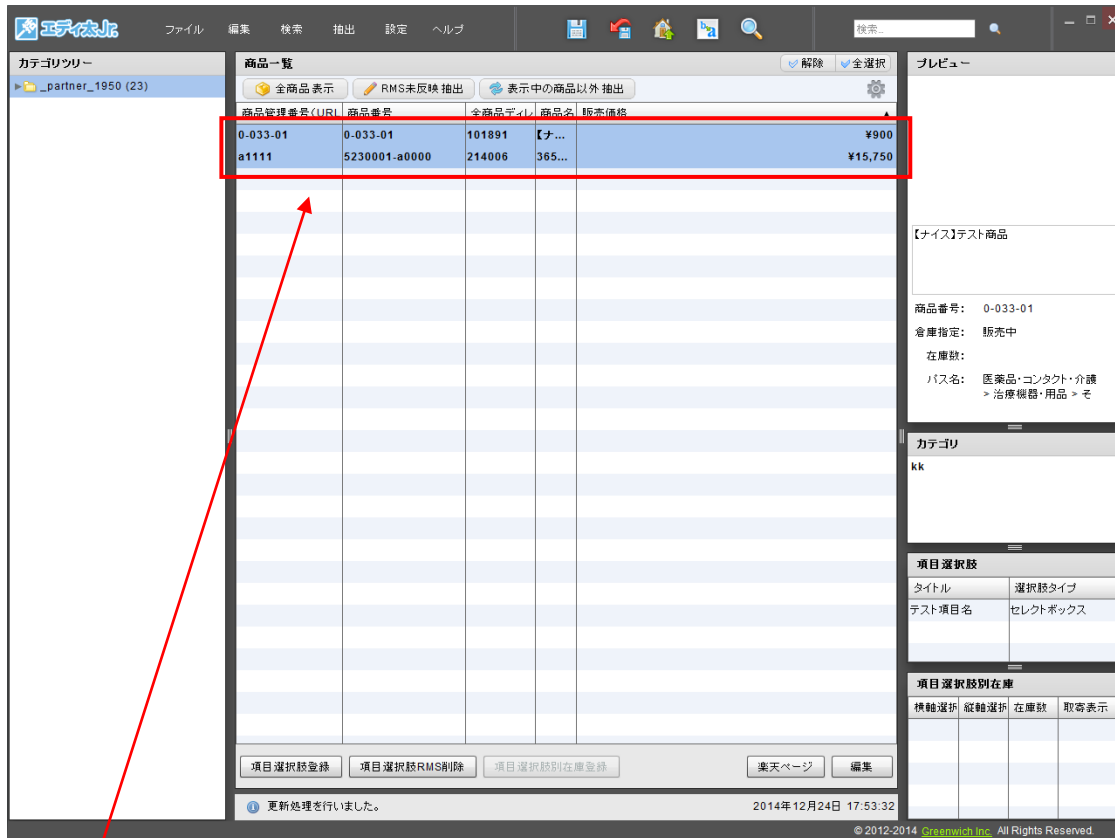 エディ太Jr.
ファイル 編集 検索 抽出 設定 ヘルプ
検索...
カテゴリツリー
_partner_1950 (23)
商品一覧
解除 全選択
全商品表示 RMS未反映 抽出 表示中の商品以外 抽出
商品管理番号(URL 商品番号 全商品ディレ 商品名 販売価格
0-033-01 0-033-01 101891 【ナ... ¥900
a1111 5230001-a0000 214006 365... ¥15,750
項目選択肢登録 項目選択肢RMS削除 項目選択肢別在庫登録 楽天ページ 編集
更新処理を行いました。 2014年12月24日 17:53:32
プレビュー
【ナイス】テスト商品
商品番号: 0-033-01
倉庫指定: 販売中
在庫数:
パス名: 医薬品・コンタクト・介護
> 治療機器・用品 > そ
カテゴリ
kk
項目選択肢
タイトル 選択肢タイプ
テスト項目名 セレクトボックス
項目選択肢別在庫
横軸選択 縦軸選択 在庫数 取寄表示
© 2012-2014 Greenwich Inc. All Rights Reserved.